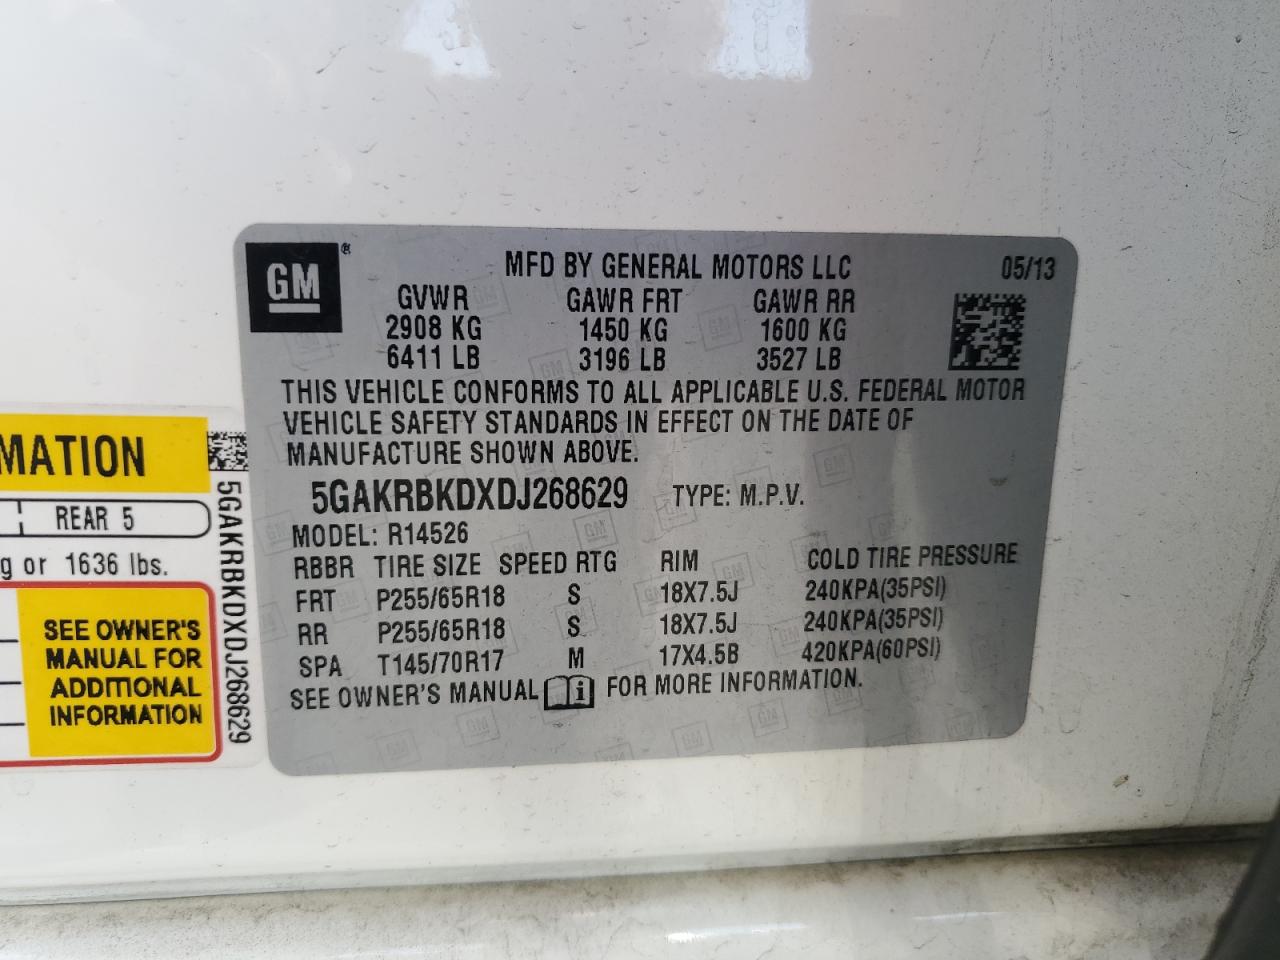 GM®
MFD BY GENERAL MOTORS LLC 05/13
GVWR GAWR FRT GAWR RR
2908 KG 1450 KG 1600 KG
6411 LB 3196 LB 3527 LB
THIS VEHICLE CONFORMS TO ALL APPLICABLE U.S. FEDERAL MOTOR
VEHICLE SAFETY STANDARDS IN EFFECT ON THE DATE OF
MANUFACTURE SHOWN ABOVE.
5GAKRBKDXDJ268629 TYPE: M.P.V.
MODEL: R14526
RBBR TIRE SIZE SPEED RTG RIM COLD TIRE PRESSURE
FRT P255/65R18 S 18X7.5J 240KPA(35PSI)
RR P255/65R18 S 18X7.5J 240KPA(35PSI)
SPA T145/70R17 M 17X4.5B 420KPA(60PSI)
SEE OWNER'S MANUAL i FOR MORE INFORMATION.
MATION
REAR 5
g or 1636 lbs.
SEE OWNER'S
MANUAL FOR
ADDITIONAL
INFORMATION
5GAKRBKDXDJ268629